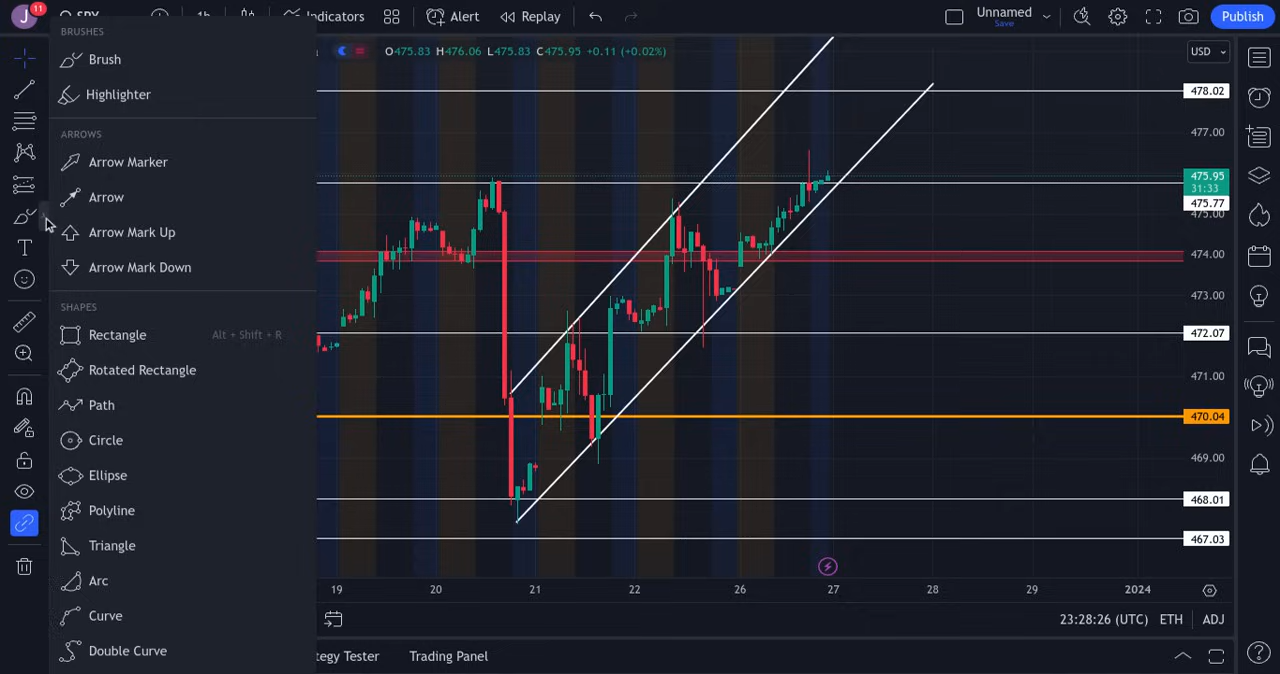 J
11
SPY
1h
Indicators
Alert
Replay
Unnamed
Save
Publish
BRUSHES
Brush
Highlighter
ARROWS
Arrow Marker
Arrow
Arrow Mark Up
Arrow Mark Down
SHAPES
Rectangle Alt + Shift + R
Rotated Rectangle
Path
Circle
Ellipse
Polyline
Triangle
Arc
Curve
Double Curve
O475.83 H476.06 L475.83 C475.95 +0.11 (+0.02%)
USD
478.02
477.00
475.95
31:33
475.77
475.00
474.00
473.00
472.07
471.00
470.04
469.00
468.01
467.03
19 20 21 22 26 27 28 29 2024
23:28:26 (UTC) ETH ADJ
tegy Tester Trading Panel